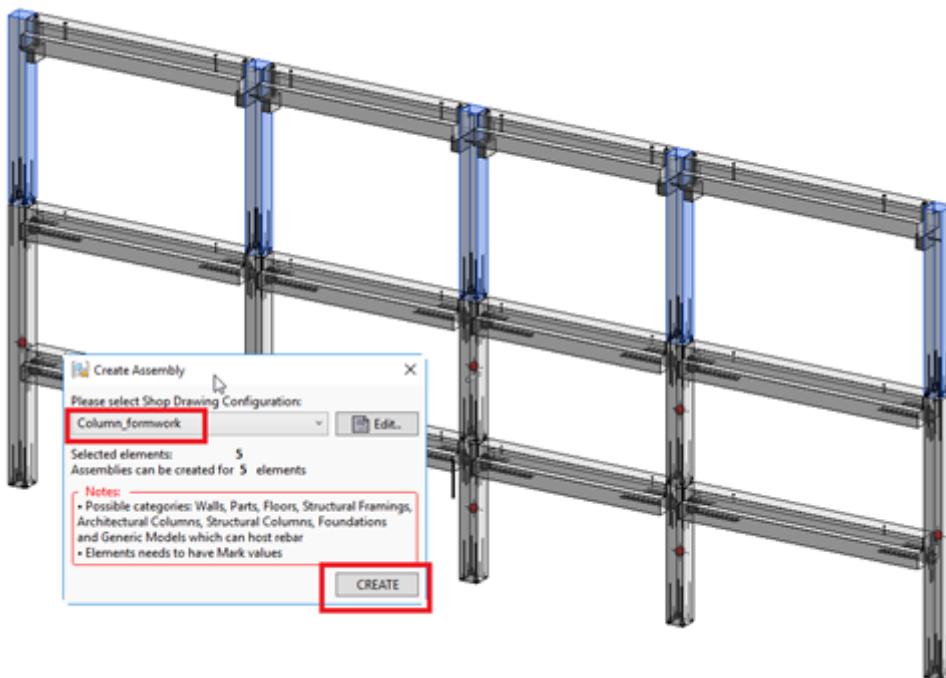 Create Assembly
Please select Shop Drawing Configuration:
Column_formwork
Edit..
Selected elements: 5
Assemblies can be created for 5 elements
Notes:
• Possible categories: Walls, Parts, Floors, Structural Framings,
Architectural Columns, Structural Columns, Foundations
and Generic Models which can host rebar
• Elements needs to have Mark values
CREATE